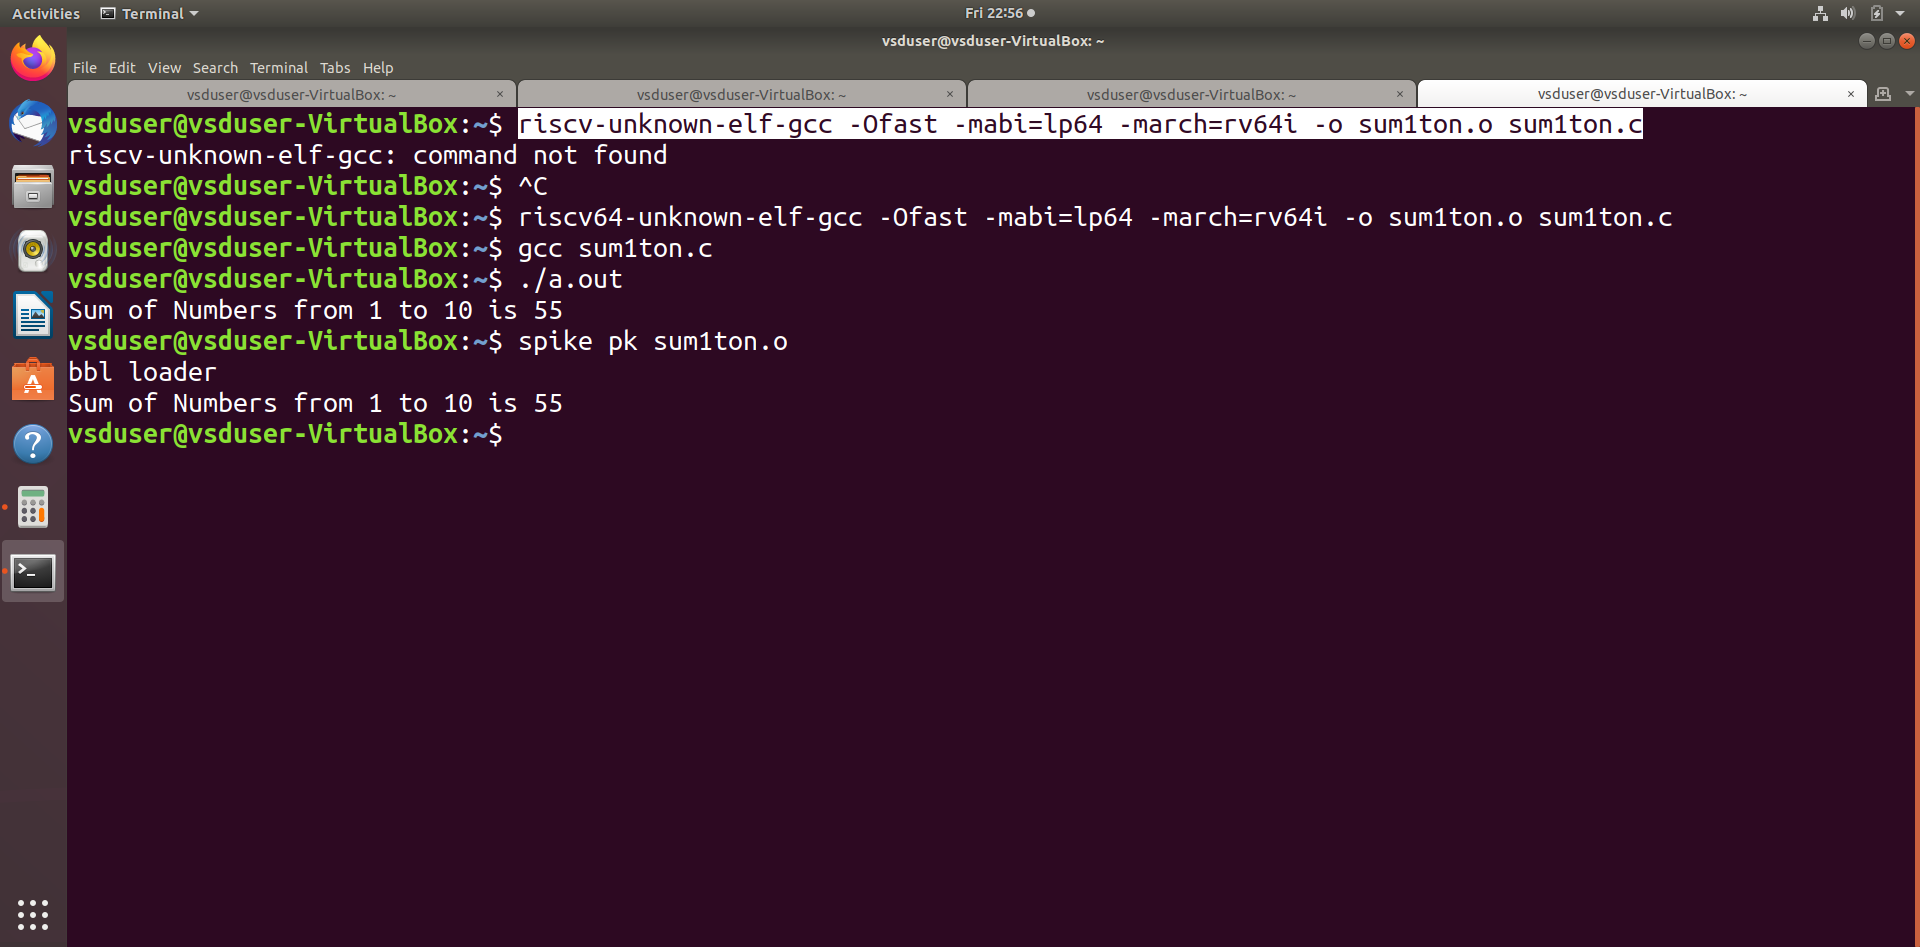 Activities Terminal Fri 22:56
vsduser@vsduser-VirtualBox: ~
File Edit View Search Terminal Tabs Help
vsduser@vsduser-VirtualBox: ~ × vsduser@vsduser-VirtualBox: ~ × vsduser@vsduser-VirtualBox: ~ × vsduser@vsduser-VirtualBox: ~ ×
vsduser@vsduser-VirtualBox:~$ riscv-unknown-elf-gcc -Ofast -mabi=lp64 -march=rv64i -o sum1ton.o sum1ton.c
riscv-unknown-elf-gcc: command not found
vsduser@vsduser-VirtualBox:~$ ^C
vsduser@vsduser-VirtualBox:~$ riscv64-unknown-elf-gcc -Ofast -mabi=lp64 -march=rv64i -o sum1ton.o sum1ton.c
vsduser@vsduser-VirtualBox:~$ gcc sum1ton.c
vsduser@vsduser-VirtualBox:~$ ./a.out
Sum of Numbers from 1 to 10 is 55
vsduser@vsduser-VirtualBox:~$ spike pk sum1ton.o
bbl loader
Sum of Numbers from 1 to 10 is 55
vsduser@vsduser-VirtualBox:~$